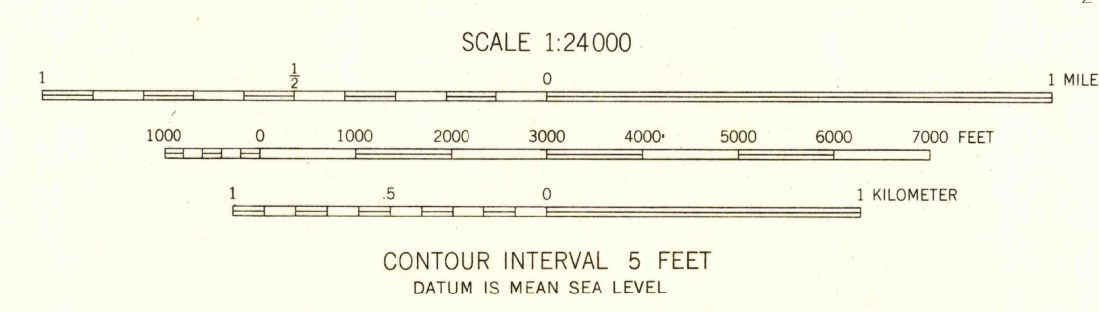 SCALE 1:24000
1 1/2 0 1 MILE
1000 0 1000 2000 3000 4000 5000 6000 7000 FEET
1 .5 0 1 KILOMETER
CONTOUR INTERVAL 5 FEET
DATUM IS MEAN SEA LEVEL